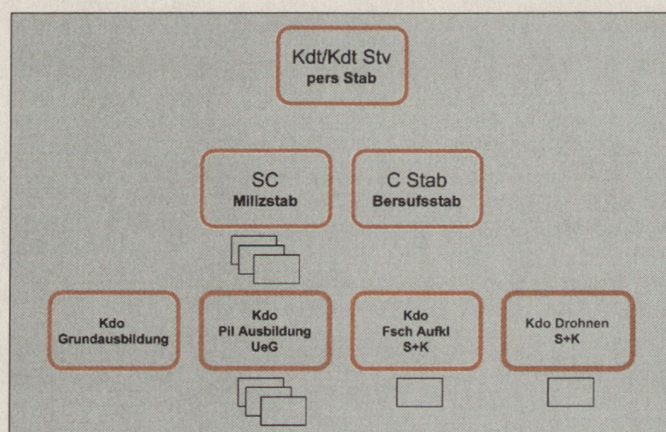 Kdt/Kdt Stv
pers Stab
SC
Milizstab
C Stab
Bersufsstab
Kdo
Grundausbildung
Kdo
Pil Ausbildung
UeG
Kdo
Fsch Aufkl
S+K
Kdo Drohnen
S+K